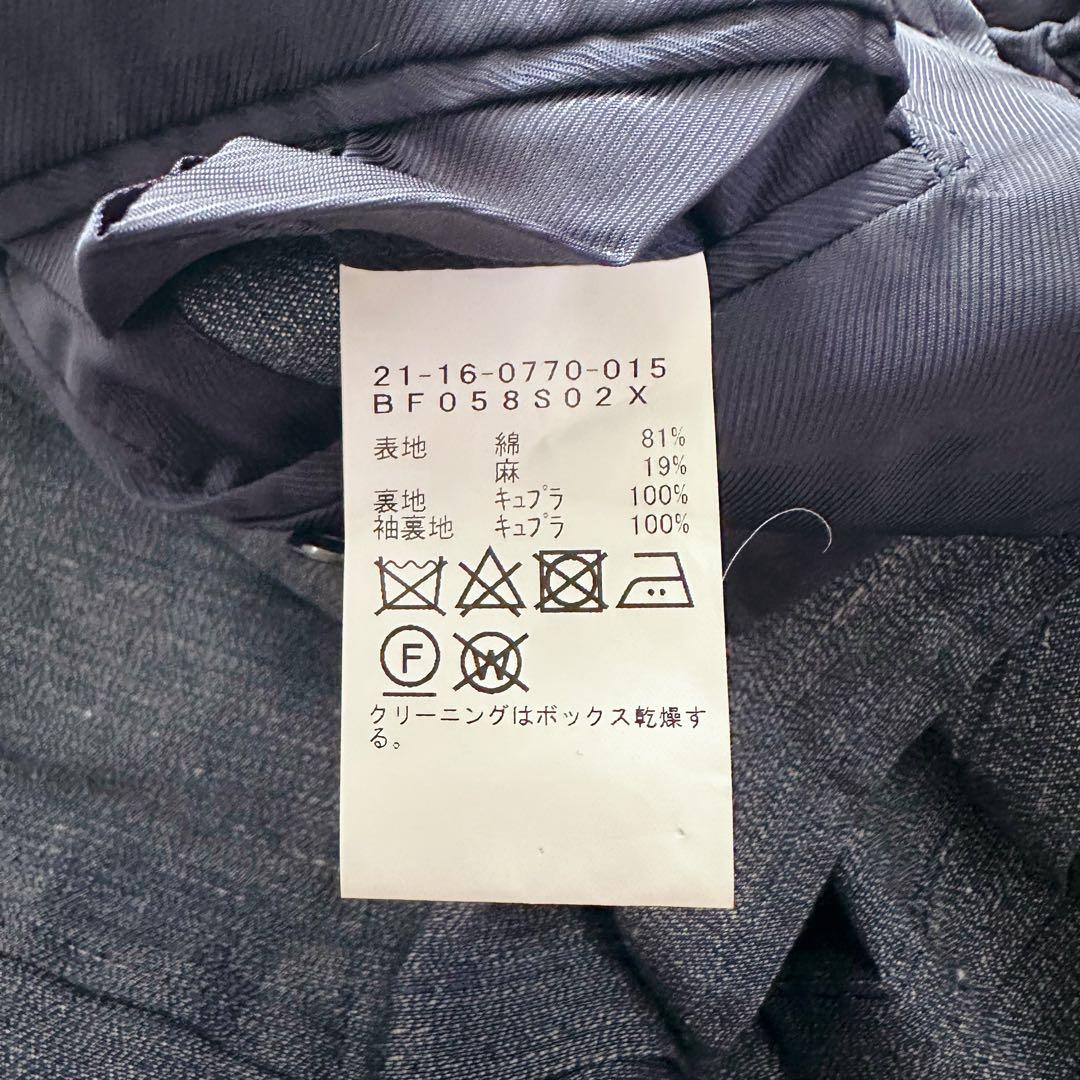 21-16-0770-015
BF058S02X
表地 綿 81%
麻 19%
裏地 キュプラ 100%
袖裏地 キュプラ 100%
F W
クリーニングはボックス乾燥す
る。